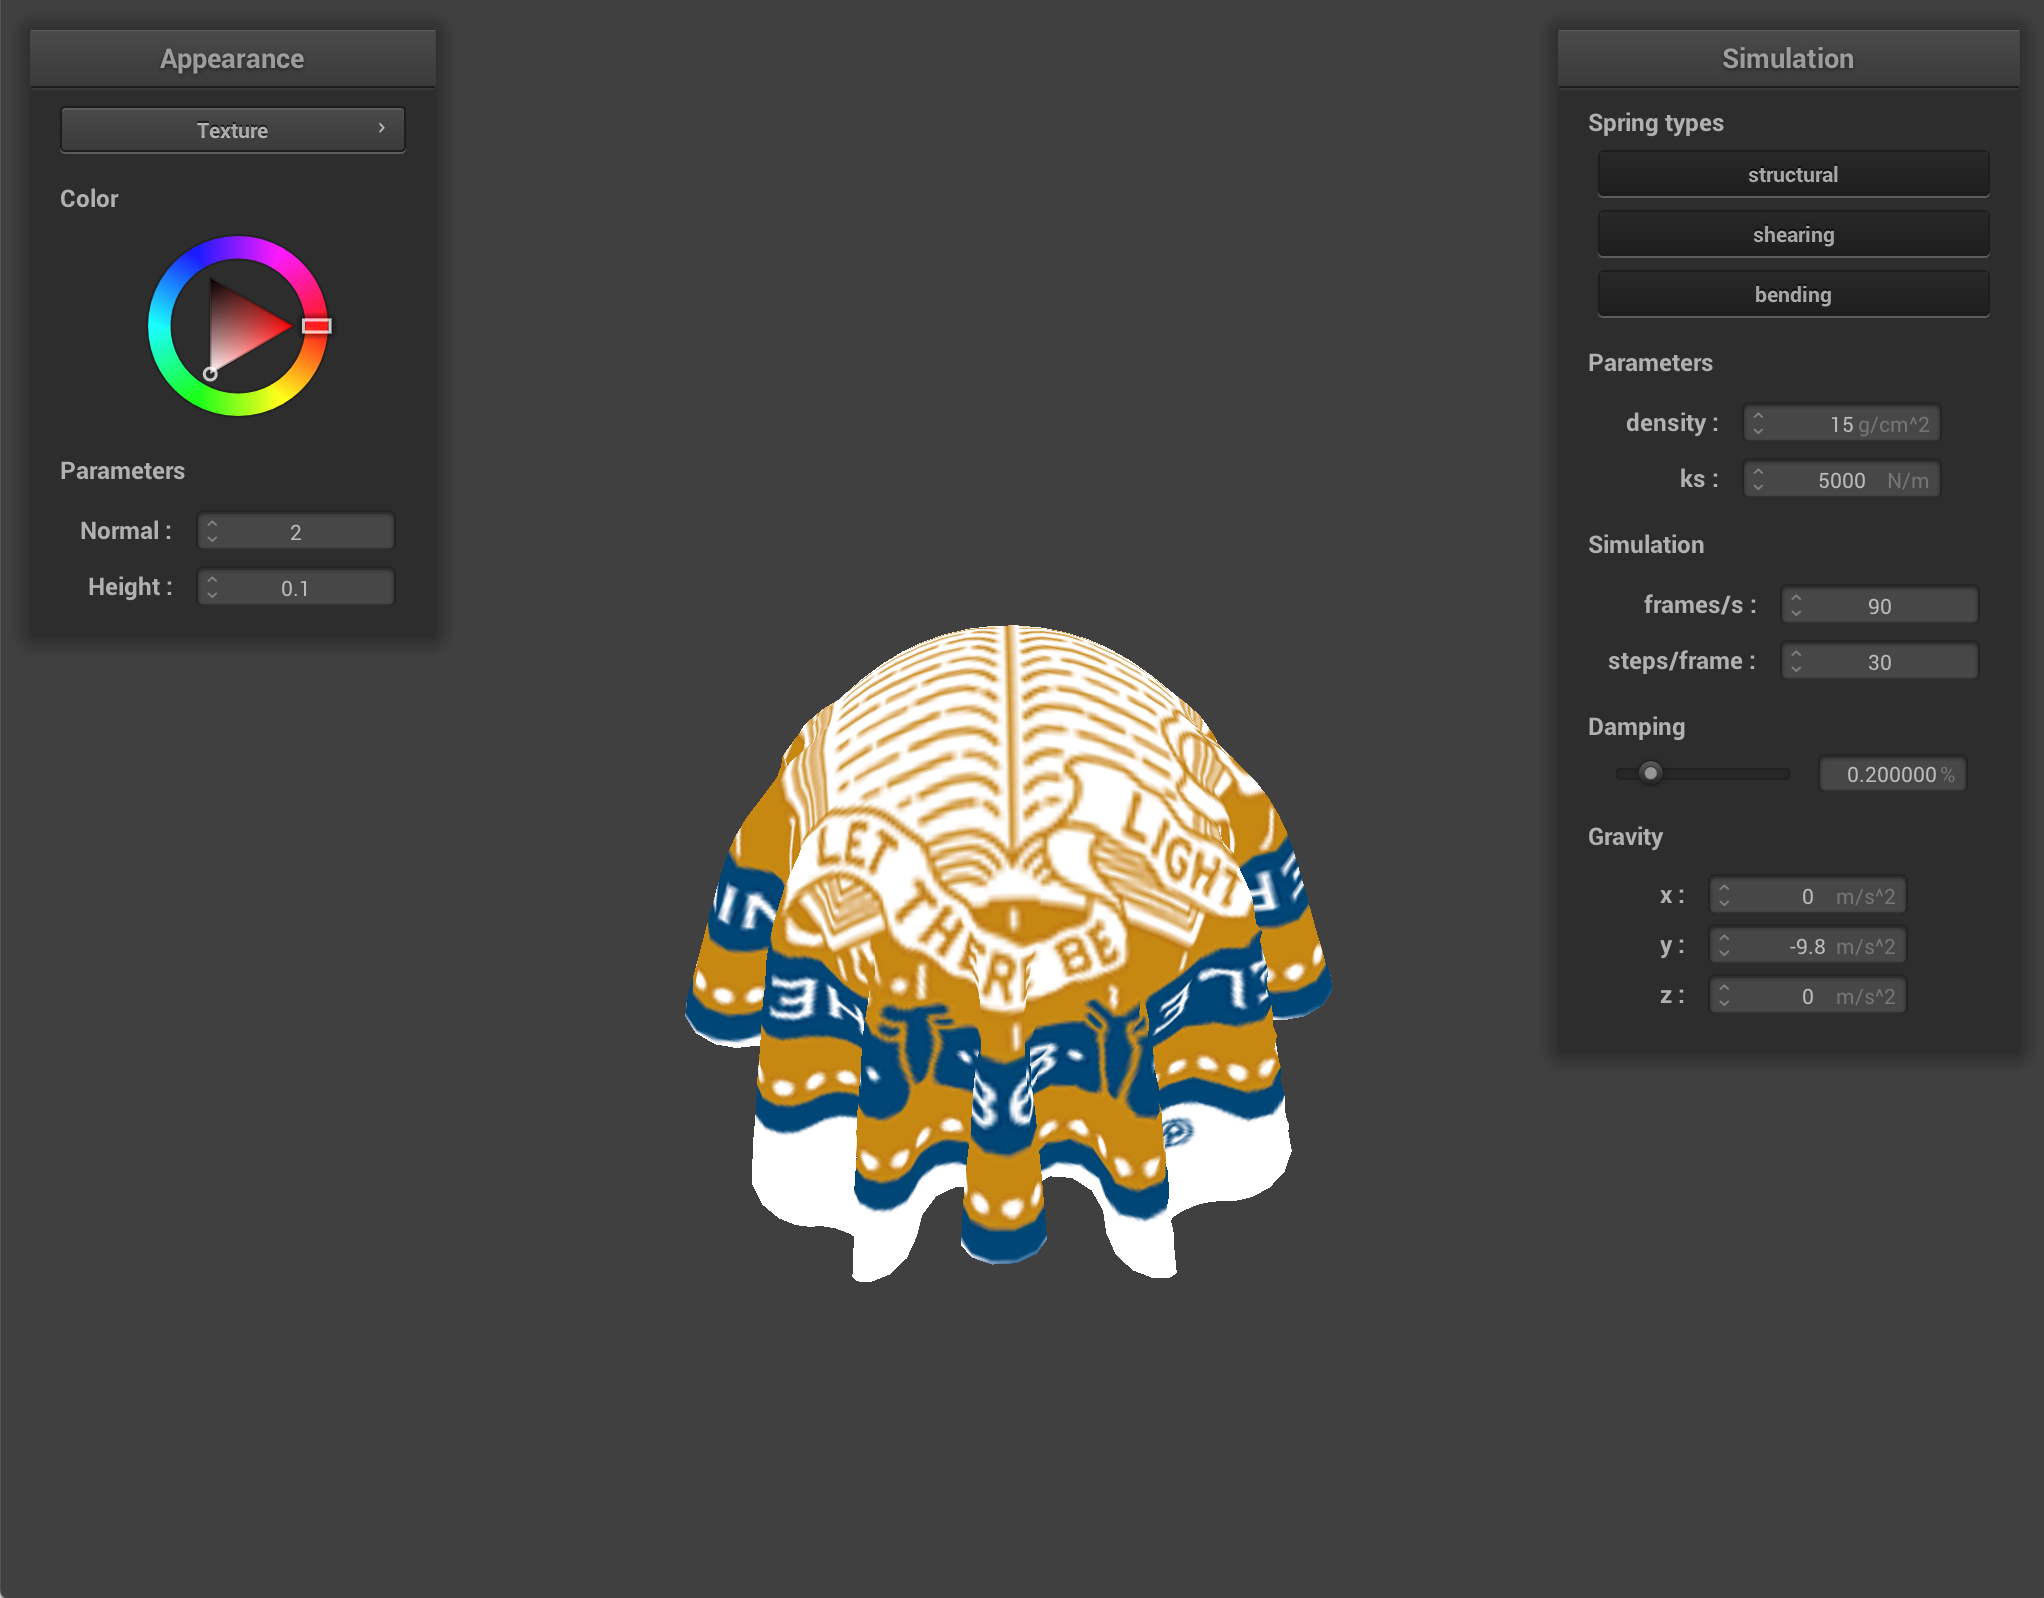 Appearance
Texture
Color
Parameters
Normal :
2
Height :
0.1
LET THERE BE LIGHT
Simulation
Spring types
structural
shearing
bending
Parameters
density :
15 g/cm^2
ks :
5000 N/m
Simulation
frames/s :
90
steps/frame :
30
Damping
0.200000 %
Gravity
x :
0 m/s^2
y :
-9.8 m/s^2
z :
0 m/s^2